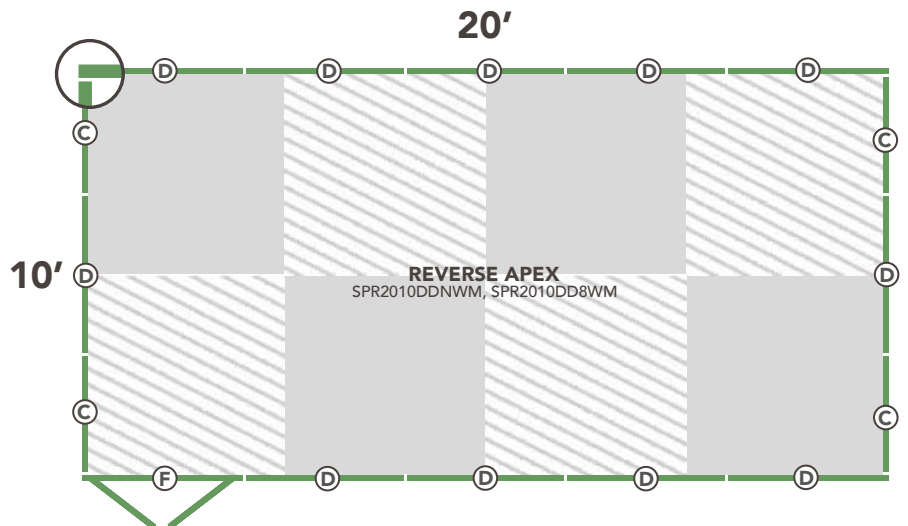 20’
D D D D D
C C
10’ D REVERSE APEX D
SPR2010DDNWM, SPR2010DD8WM
C C
F D D D D